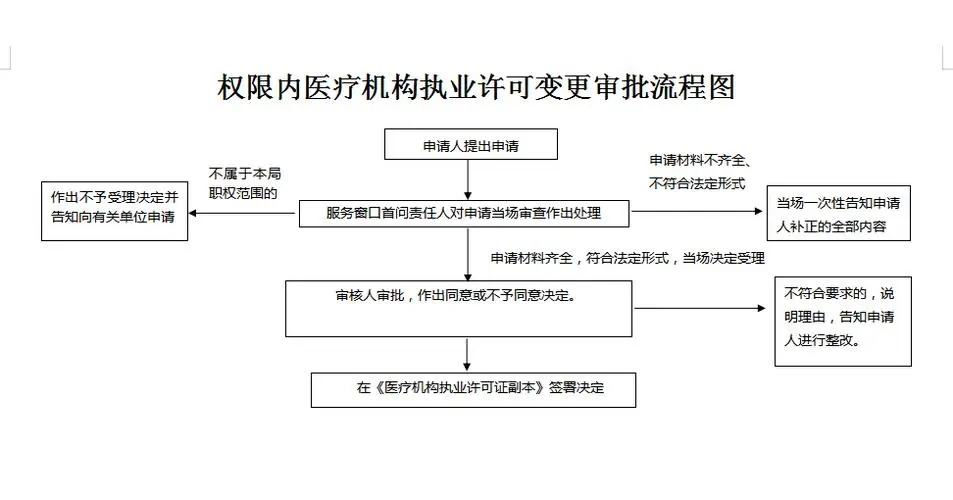 权限内医疗机构执业许可变更审批流程图
申请人提出申请
不属于本局
职权范围的
申请材料不齐全、
不符合法定形式
作出不予受理决定并
告知向有关单位申请
服务窗口首问责任人对申请当场审查作出处理
当场一次性告知申请
人补正的全部内容
申请材料齐全，符合法定形式，当场决定受理
审核人审批，作出同意或不予同意决定。
不符合要求的，说
明理由，告知申请
人进行整改。
在《医疗机构执业许可证副本》签署决定